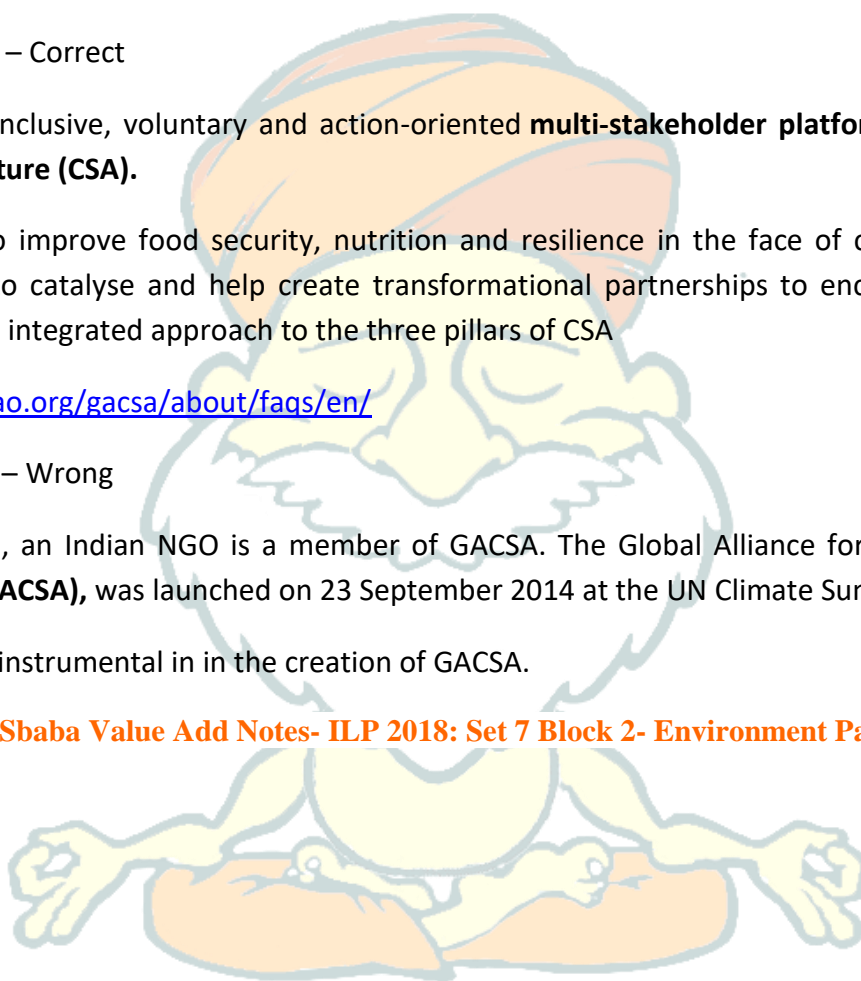 – Correct
nclusive, voluntary and action-oriented multi-stakeholder platfor
ture (CSA).
o improve food security, nutrition and resilience in the face of c
o catalyse and help create transformational partnerships to end
integrated approach to the three pillars of CSA
ao.org/gacsa/about/faqs/en/
– Wrong
, an Indian NGO is a member of GACSA. The Global Alliance for
ACSA), was launched on 23 September 2014 at the UN Climate Sur
instrumental in in the creation of GACSA.
Sbaba Value Add Notes- ILP 2018: Set 7 Block 2- Environment Pa